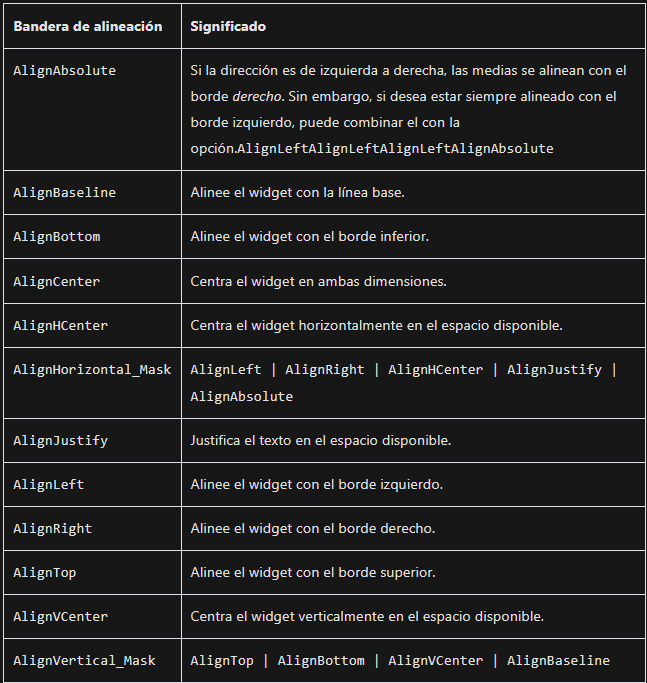 Bandera de alineación Significado
AlignAbsolute Si la dirección es de izquierda a derecha, las medias se alinean con el
borde derecho. Sin embargo, si desea estar siempre alineado con el
borde izquierdo, puede combinar el con la
opción.AlignLeftAlignLeftAlignLeftAlignAbsolute
AlignBaseline Alinee el widget con la línea base.
AlignBottom Alinee el widget con el borde inferior.
AlignCenter Centra el widget en ambas dimensiones.
AlignHCenter Centra el widget horizontalmente en el espacio disponible.
AlignHorizontal_Mask AlignLeft | AlignRight | AlignHCenter | AlignJustify |
AlignAbsolute
AlignJustify Justifica el texto en el espacio disponible.
AlignLeft Alinee el widget con el borde izquierdo.
AlignRight Alinee el widget con el borde derecho.
AlignTop Alinee el widget con el borde superior.
AlignVCenter Centra el widget verticalmente en el espacio disponible.
AlignVertical_Mask AlignTop | AlignBottom | AlignVCenter | AlignBaseline